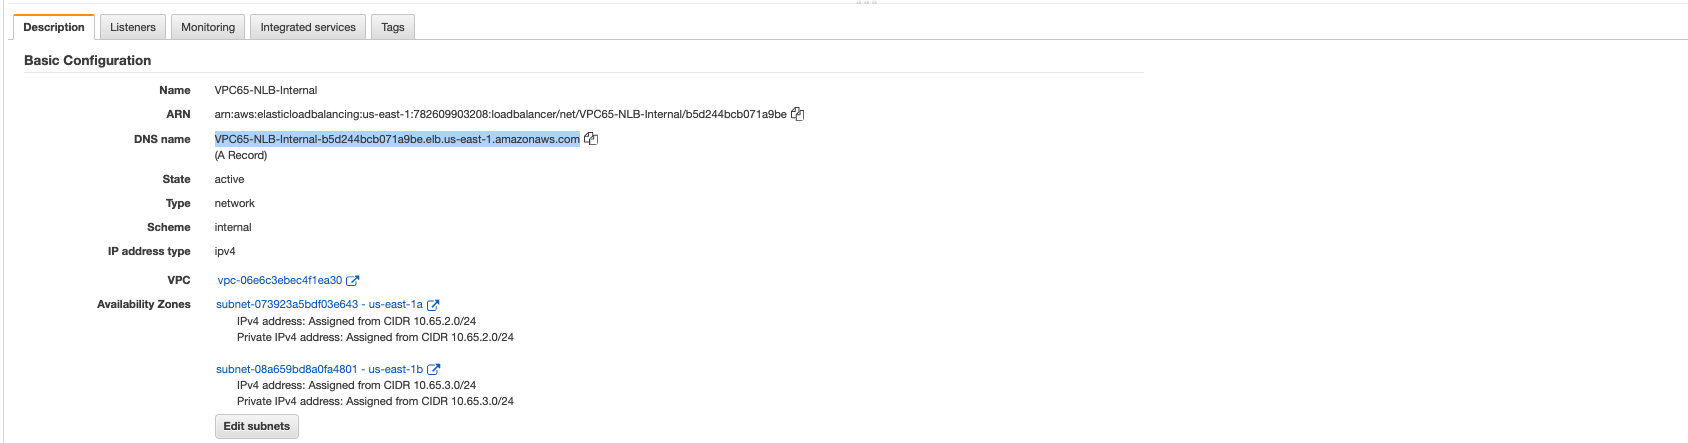 Description Listeners Monitoring Integrated services Tags
Basic Configuration
Name VPC65-NLB-Internal
ARN arn:aws:elasticloadbalancing:us-east-1:782609903208:loadbalancer/net/VPC65-NLB-Internal/b5d244bcb071a9be
DNS name VPC65-NLB-Internal-b5d244bcb071a9be.elb.us-east-1.amazonaws.com
(A Record)
State active
Type network
Scheme internal
IP address type ipv4
VPC vpc-06e6c3ebec4f1ea30
Availability Zones subnet-073923a5bdf03e643 - us-east-1a
IPv4 address: Assigned from CIDR 10.65.2.0/24
Private IPv4 address: Assigned from CIDR 10.65.2.0/24
subnet-08a659bd8a0fa4801 - us-east-1b
IPv4 address: Assigned from CIDR 10.65.3.0/24
Private IPv4 address: Assigned from CIDR 10.65.3.0/24
Edit subnets